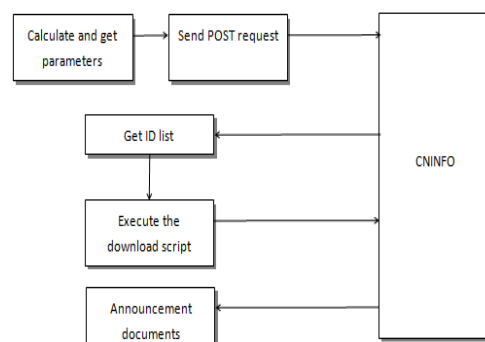 Calculate and get
parameters
Send POST request
Get ID list
CNINFO
Execute the
download script
Announcement
documents